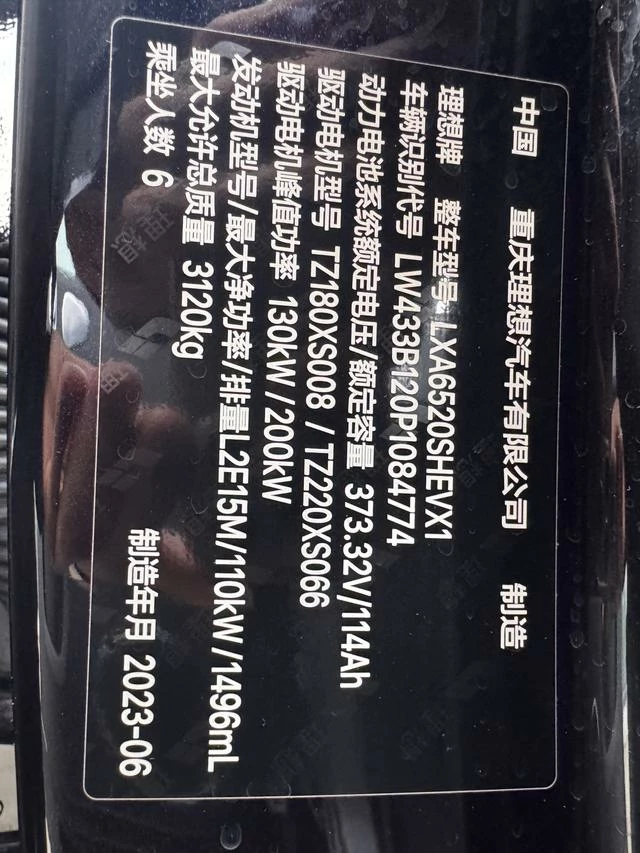 中国 重庆理想汽车有限公司 制造
理想牌 整车型号 LXA6520SHEVX1
车辆识别代号 LW433B120P1084774
动力电池系统额定电压/额定容量 373.32V/114Ah
驱动电机型号 TZ180XS008 / TZ220XS066
驱动电机峰值功率 130kW/200kW
发动机型号/最大净功率/排量L2E15M/110kW/1496mL
最大允许总质量 3120kg
乘坐人数 6
制造年月 2023-06